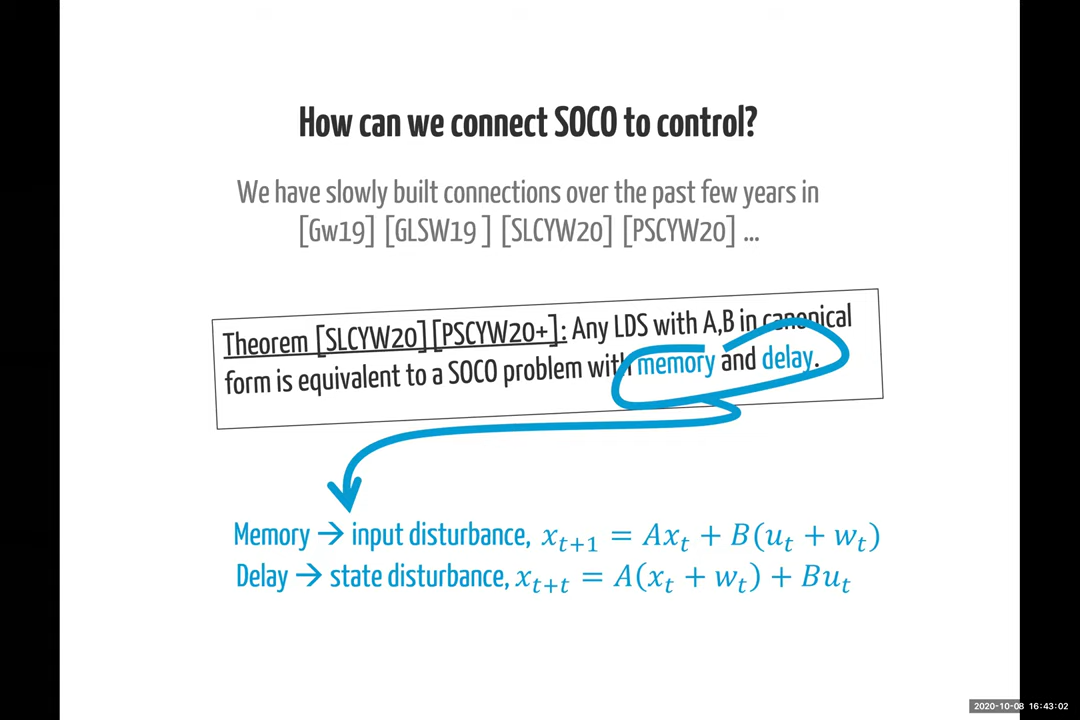 How can we connect SOCO to control?
We have slowly built connections over the past few years in
[Gw19] [GLSW19 ] [SLCYW20] [PSCYW20] ...
Theorem [SLCYW20][PSCYW20+]: Any LDS with A,B in canonical
form is equivalent to a SOCO problem with memory and delay.
Memory → input disturbance, x_{t+1} = Ax_t + B(u_t + w_t)
Delay → state disturbance, x_{t+t} = A(x_t + w_t) + Bu_t
2020-10-08 16:43:02